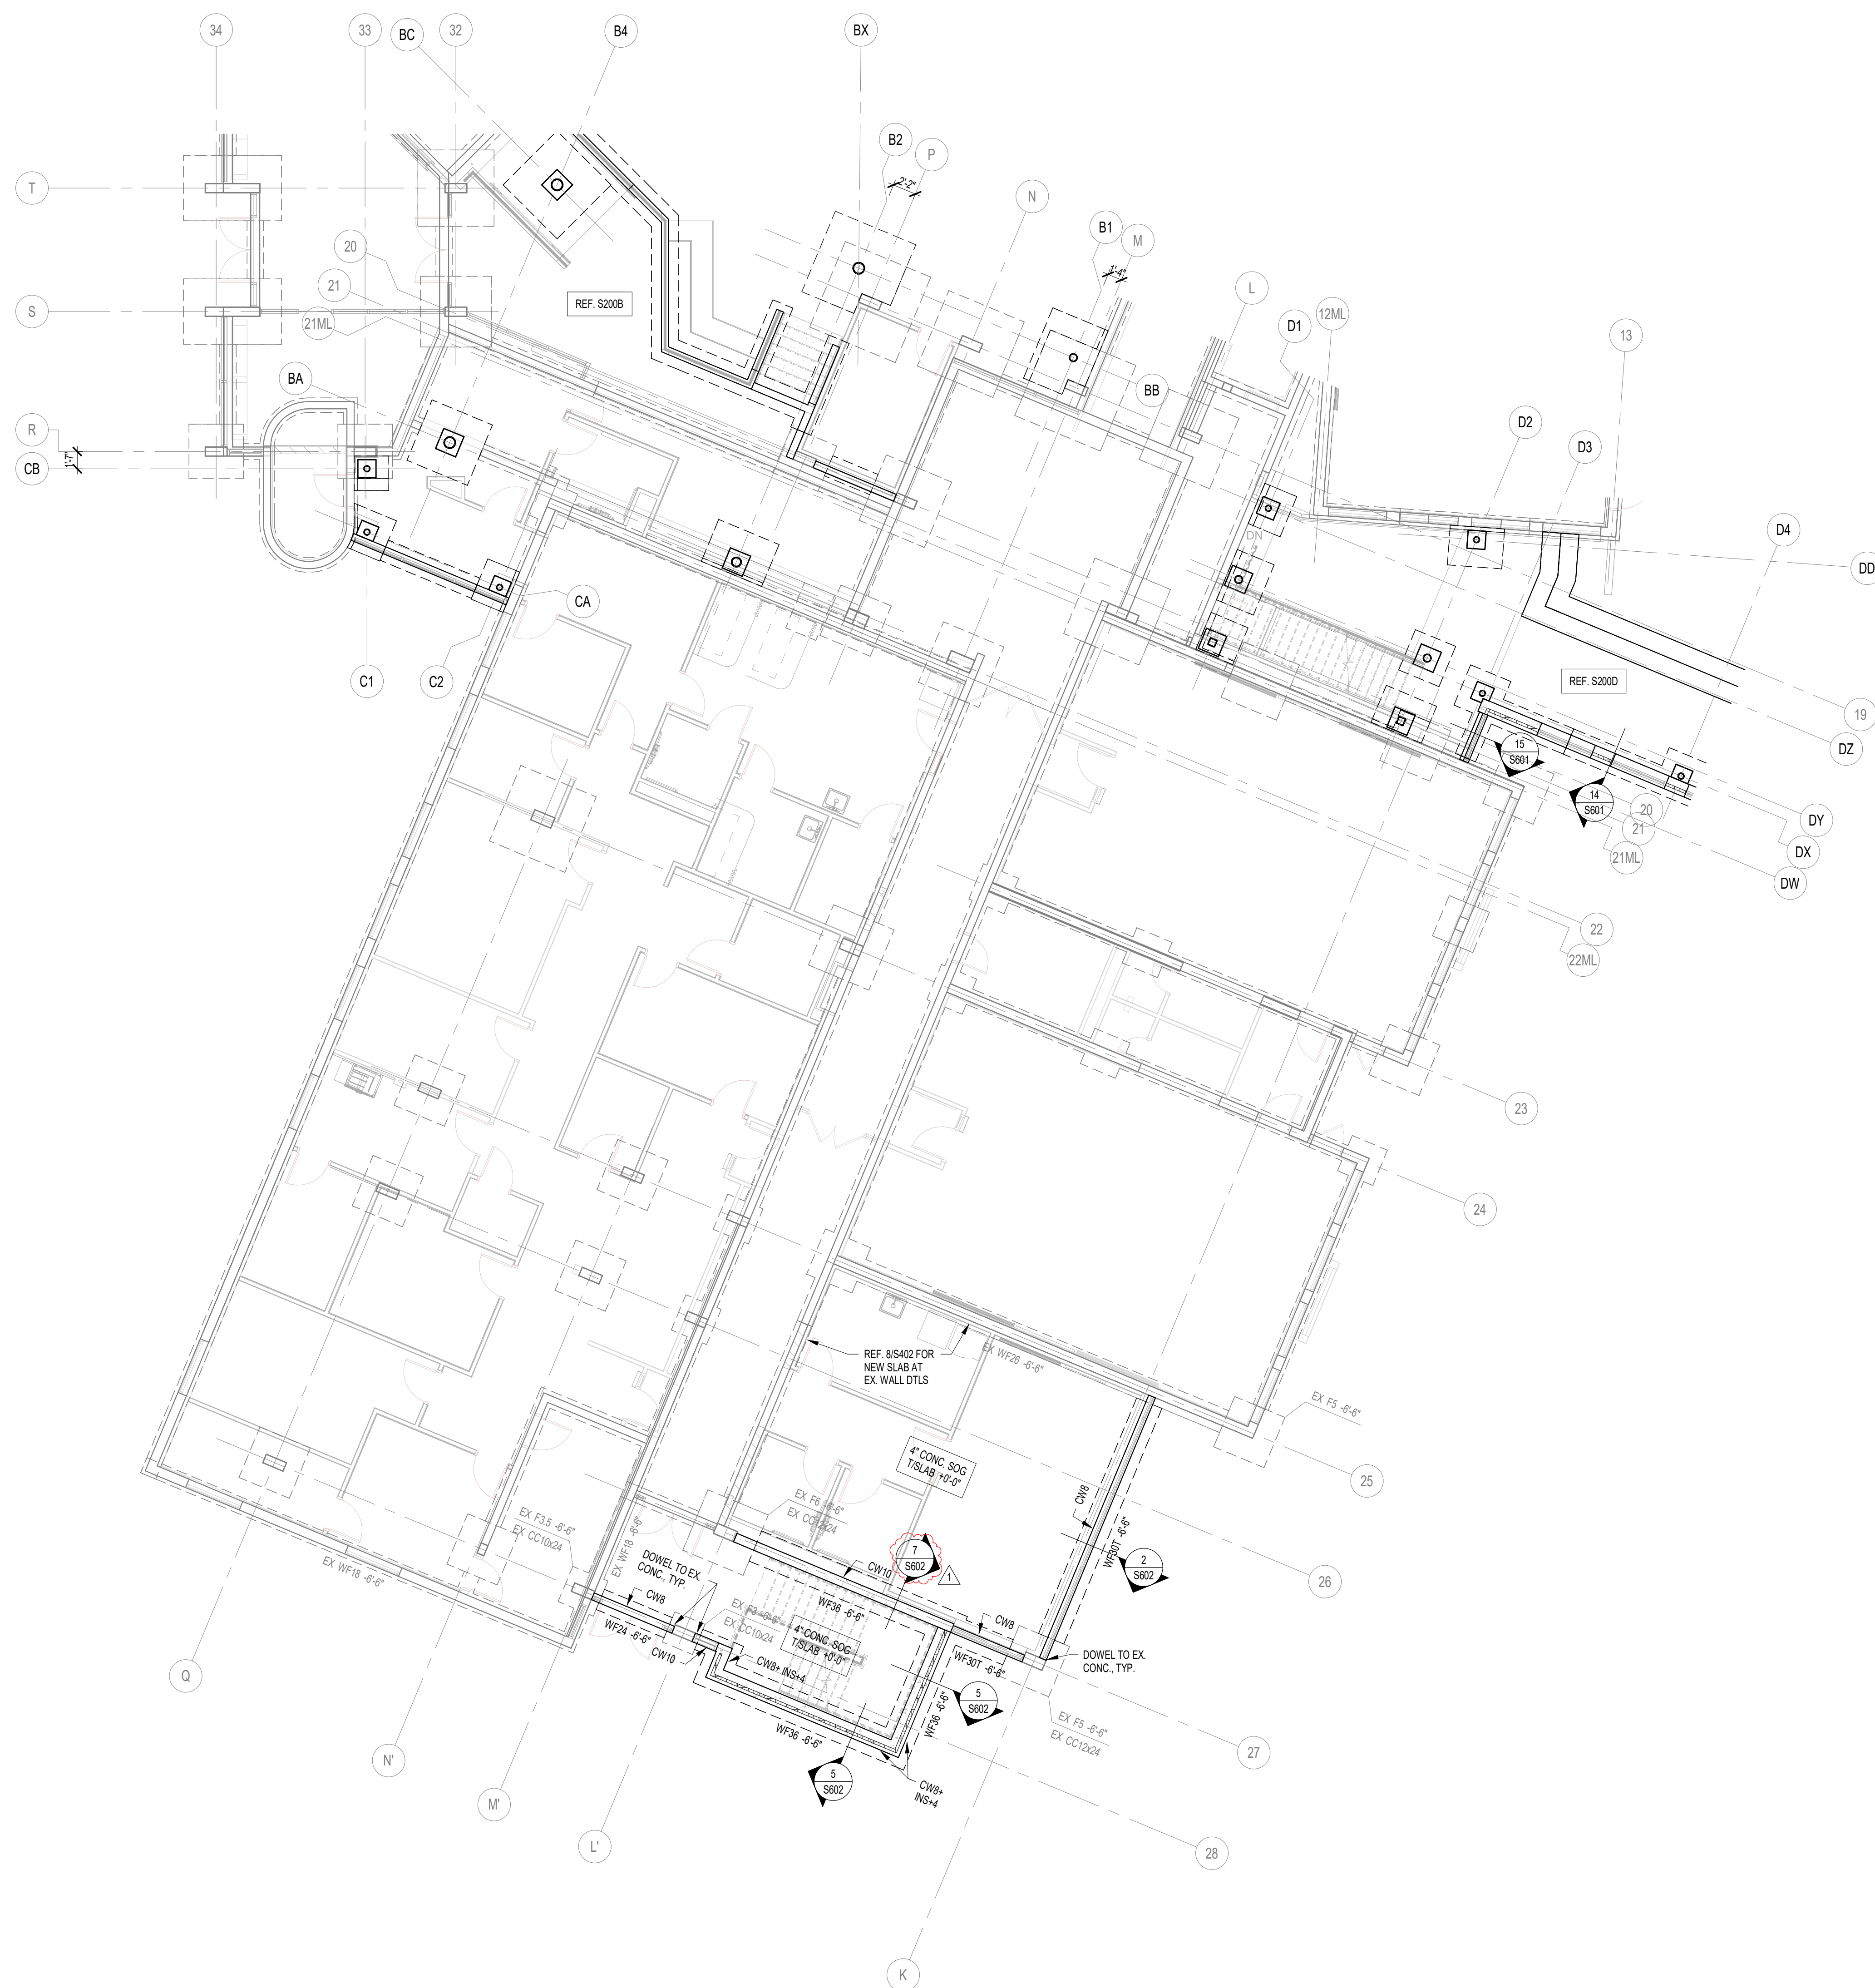 34
33
32
BC
B4
BX
B2
P
2'-2"
N
B1
M
1'-4"
T
20
21
S
21ML
REF. S200B
L
D1
12ML
13
BA
BB
D2
D3
R
CB
1'-7"
D4
DN
DD
CA
C1
C2
REF. S200D
19
DZ
15
S601
14
S601
20
21
21ML
DY
DX
DW
22
22ML
23
24
REF. 8/S402 FOR
NEW SLAB AT
EX. WALL DTLS
EX WF26 -6'-6"
EX F5 -6'-6"
25
4" CONC. SOG
T/SLAB +0'-0"
CW8
WF30T -6'-6"
EX F6 -6'-6"
EX CC12x24
EX F3.5 -6'-6"
EX CC10x24
EX WF18 -6'-6"
EX WF18 -6'-6"
7
S602
1
2
S602
26
DOWEL TO EX.
CONC., TYP.
CW10
CW8
WF36 -6'-6"
EX F3 -6'-6"
EX CC10x24
CW8
WF24 -6'-6"
CW10
4" CONC. SOG
T/SLAB +0'-0"
CW8+ INS+4
WF30T -6'-6"
DOWEL TO EX.
CONC., TYP.
Q
5
S602
WF36 -6'-6"
WF36 -6'-6"
EX F5 -6'-6"
EX CC12x24
27
N'
5
S602
CW8+
INS+4
M'
L'
28
K